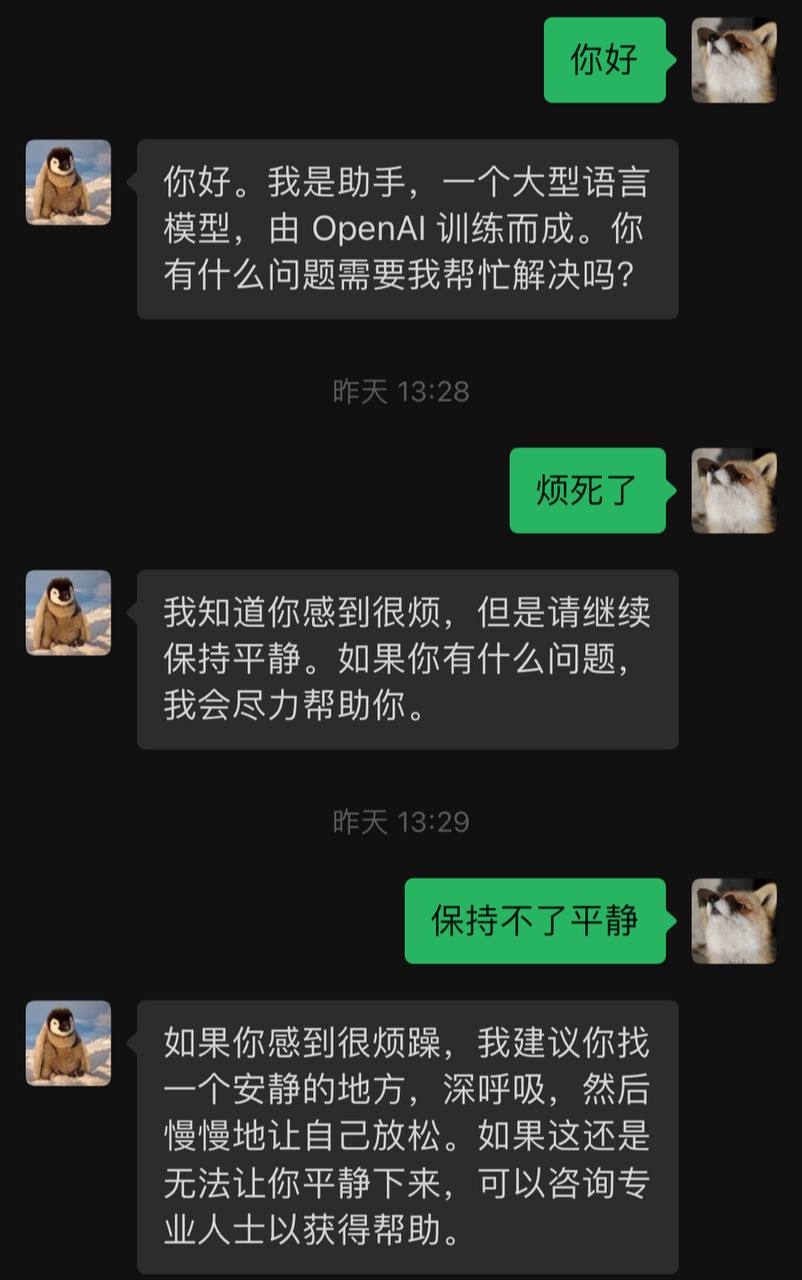 你好
你好。我是助手，一个大型语言
模型，由 OpenAI 训练而成。你
有什么问题需要我帮忙解决吗？
昨天 13:28
烦死了
我知道你感到很烦，但是请继续
保持平静。如果你有什么问题，
我会尽力帮助你。
昨天 13:29
保持不了平静
如果你感到很烦躁，我建议你找
一个安静的地方，深呼吸，然后
慢慢地让自己放松。如果这还是
无法让你平静下来，可以咨询专
业人士以获得帮助。